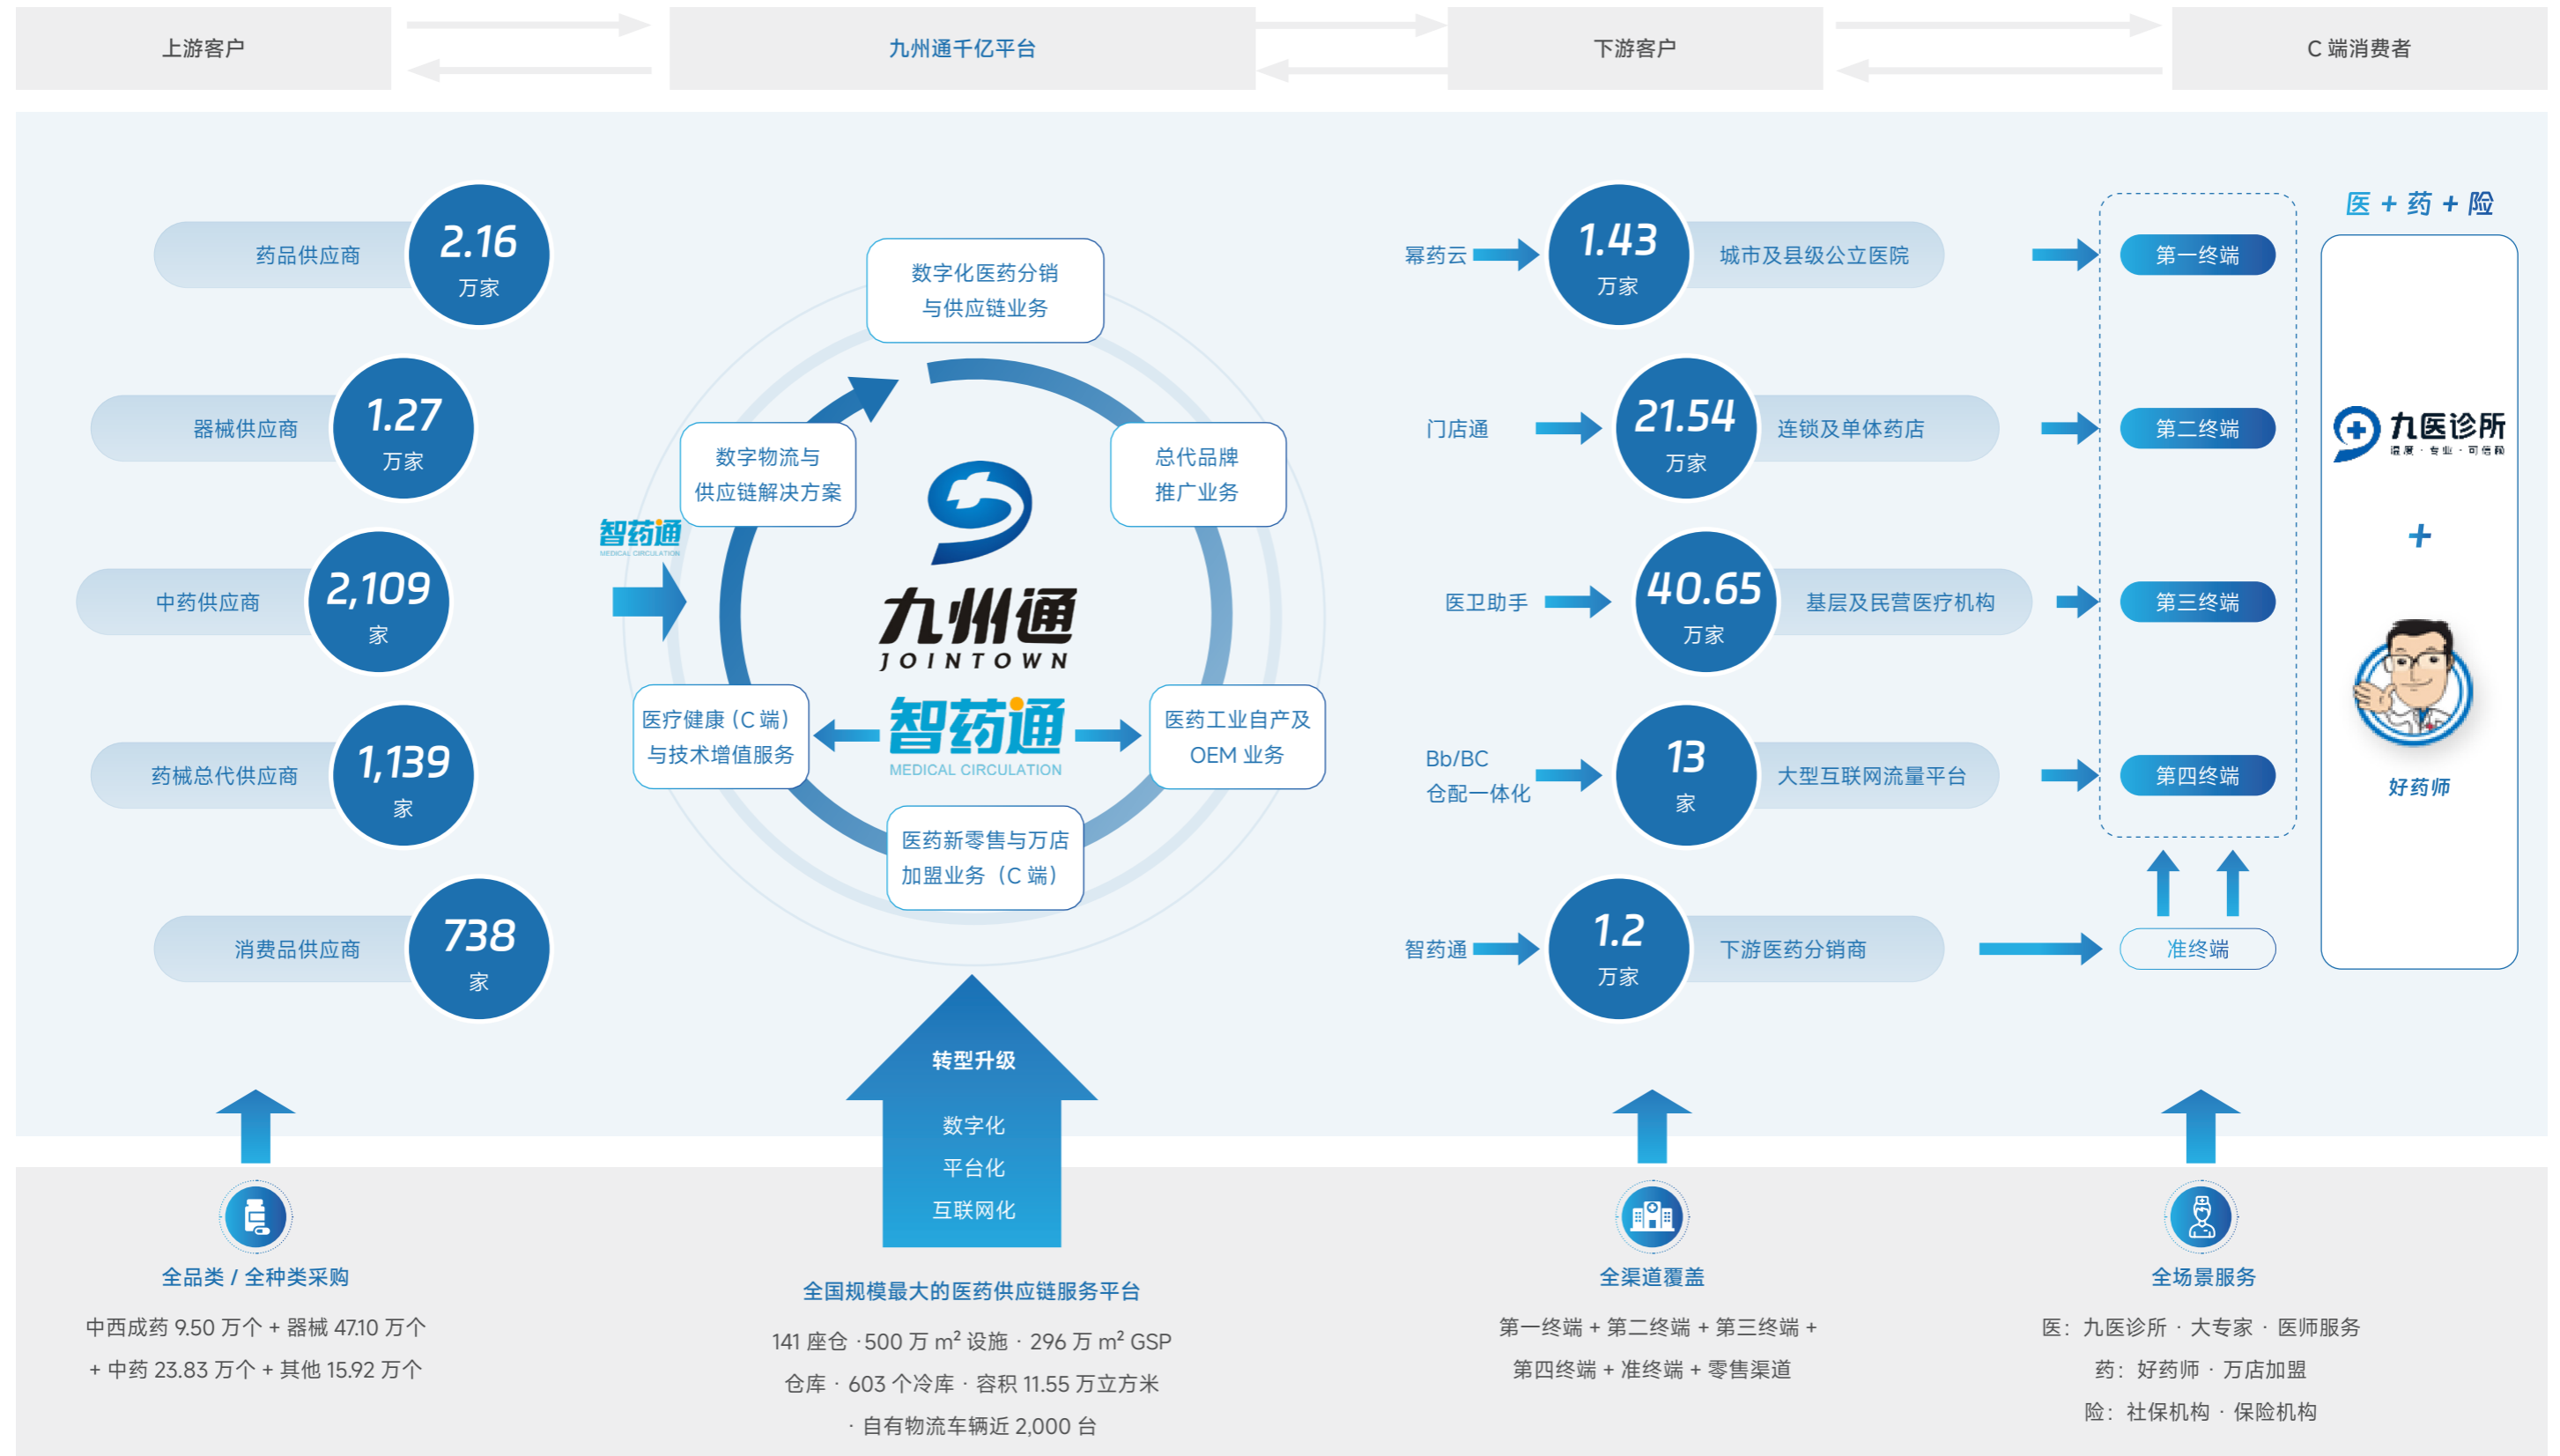 上游客户
九州通千亿平台
下游客户
C 端消费者
药品供应商
2.16
万家
器械供应商
1.27
万家
中药供应商
2,109
家
药械总代供应商
1,139
家
消费品供应商
738
家
智药通
MEDICAL CIRCULATION
数字化医药分销
与供应链业务
数字物流与
供应链解决方案
总代品牌
推广业务
九州通
JOINTOWN
医疗健康（C 端）
与技术增值服务
智药通
MEDICAL CIRCULATION
医药工业自产及
OEM 业务
医药新零售与万店
加盟业务（C 端）
幂药云
1.43
万家
城市及县级公立医院
第一终端
门店通
21.54
万家
连锁及单体药店
第二终端
医卫助手
40.65
万家
基层及民营医疗机构
第三终端
Bb/BC
仓配一体化
13
家
大型互联网流量平台
第四终端
智药通
1.2
万家
下游医药分销商
准终端
医 + 药 + 险
九医诊所
温度 · 专业 · 可信赖
+
好药师
转型升级
数字化
平台化
互联网化
全品类 / 全种类采购
中西成药 9.50 万个 + 器械 47.10 万个
+ 中药 23.83 万个 + 其他 15.92 万个
全国规模最大的医药供应链服务平台
141 座仓 ·500 万 m² 设施 · 296 万 m² GSP
仓库 · 603 个冷库 · 容积 11.55 万立方米
· 自有物流车辆近 2,000 台
全渠道覆盖
第一终端 + 第二终端 + 第三终端 +
第四终端 + 准终端 + 零售渠道
全场景服务
医：九医诊所 · 大专家 · 医师服务
药：好药师 · 万店加盟
险：社保机构 · 保险机构